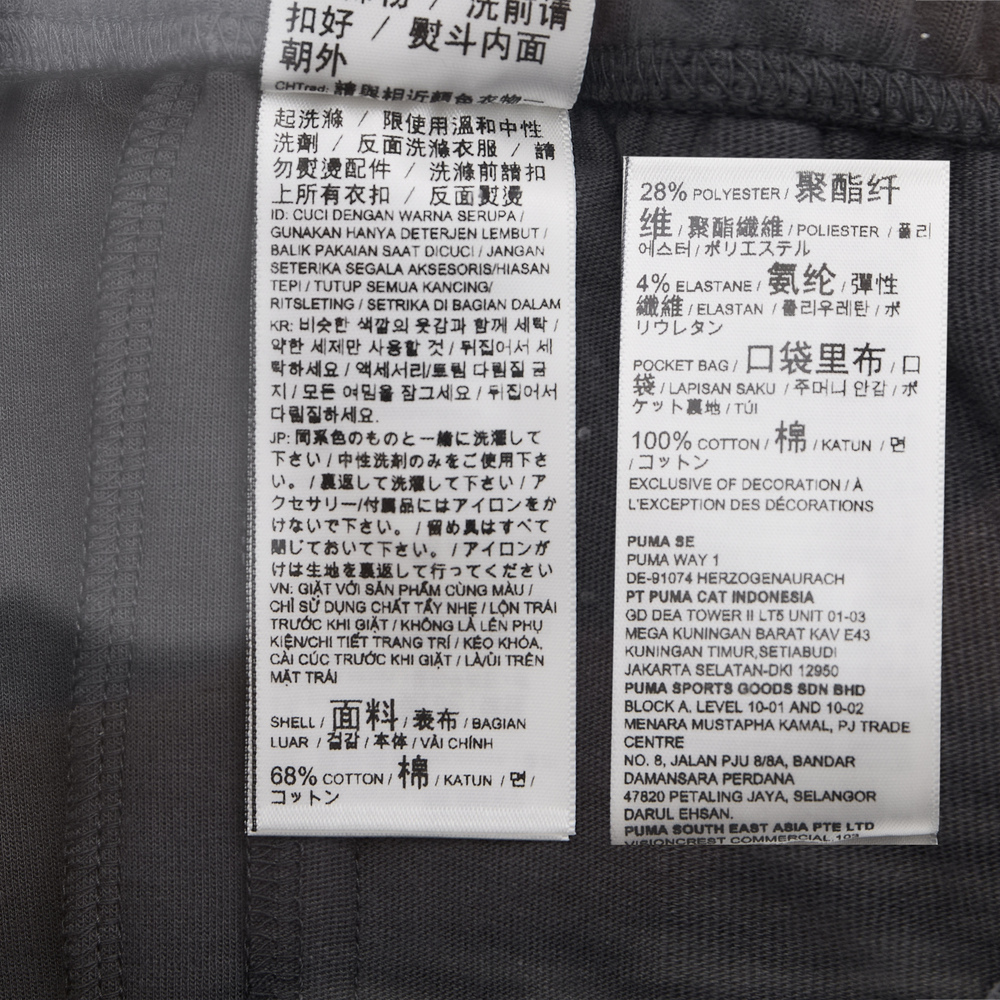 扣好 / 熨斗内面
朝外
CHTrad: 請與相近顏色衣物一
起洗滌 / 限使用溫和中性
洗劑 / 反面洗滌衣服 / 請
勿熨燙配件 / 洗滌前請扣
上所有衣扣 / 反面熨燙
ID: CUCI DENGAN WARNA SERUPA /
GUNAKAN HANYA DETERJEN LEMBUT /
BALIK PAKAIAN SAAT DICUCI / JANGAN
SETERIKA SEGALA AKSESORIS/HIASAN
TEPI / TUTUP SEMUA KANCING/
RITSLETING / SETRIKA DI BAGIAN DALAM
KR: 비슷한 색깔의 옷감과 함께 세탁 /
약한 세제만 사용할 것 / 뒤집어서 세
탁하세요 / 액세서리/트림 다림질 금
지 / 모든 여밈을 잠그세요 / 뒤집어서
다림질하세요.
JP: 同系色のものと一緒に洗濯して
下さい / 中性洗剤のみをご使用下さ
い。 / 裏返して洗濯して下さい / ア
クセサリー/付属品にはアイロンをか
けないで下さい。 / 留め具はすべて
閉じておいて下さい。 / アイロンが
けは生地を裏返して行ってください
VN: GIẶT VỚI SẢN PHẨM CÙNG MÀU /
CHỈ SỬ DỤNG CHẤT TẨY NHẸ / LỘN TRÁI
TRƯỚC KHI GIẶT / KHÔNG LÀ LÊN PHỤ
KIỆN/CHI TIẾT TRANG TRÍ / KÉO KHÓA,
CÀI CÚC TRƯỚC KHI GIẶT / LÀ/ỦI TRÊN
MẶT TRÁI
SHELL / 面料 / 表布 / BAGIAN
LUAR / 겉감 / 本体 / VẢI CHÍNH
68% COTTON / 棉 / KATUN / 면 /
コットン
28% POLYESTER / 聚酯纤
维 / 聚酯纖維 / POLIESTER / 폴리
에스터 / ポリエステル
4% ELASTANE / 氨纶 / 彈性
纖維 / ELASTAN / 폴리우레탄 / ポ
リウレタン
POCKET BAG / 口袋里布 / 口
袋 / LAPISAN SAKU / 주머니 안감 / ポ
ケット裏地 / TÚI
100% COTTON / 棉 / KATUN / 면
/ コットン
EXCLUSIVE OF DECORATION / À
L'EXCEPTION DES DÉCORATIONS
PUMA SE
PUMA WAY 1
DE-91074 HERZOGENAURACH
PT PUMA CAT INDONESIA
GD DEA TOWER II LT5 UNIT 01-03
MEGA KUNINGAN BARAT KAV E43
KUNINGAN TIMUR,SETIABUDI
JAKARTA SELATAN-DKI 12950
PUMA SPORTS GOODS SDN BHD
BLOCK A, LEVEL 10-01 AND 10-02
MENARA MUSTAPHA KAMAL, PJ TRADE
CENTRE
NO. 8, JALAN PJU 8/8A, BANDAR
DAMANSARA PERDANA
47820 PETALING JAYA, SELANGOR
DARUL EHSAN.
PUMA SOUTH EAST ASIA PTE LTD
VISIONCREST COMMERCIAL,103